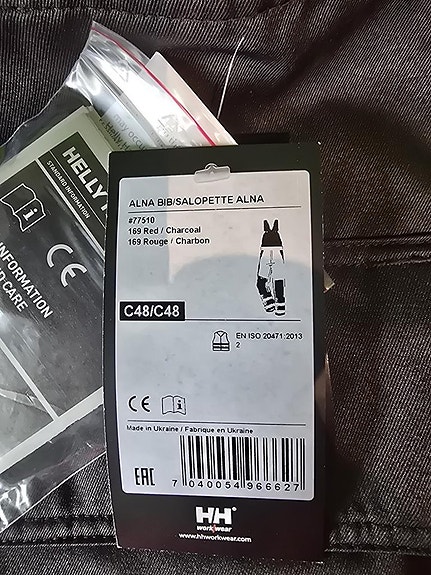 HELLY H
STANDARD INFORMATION
INFORMATION
CARE
CE
ALNA BIB/SALOPETTE ALNA
#77510
169 Red / Charcoal
169 Rouge / Charbon
C48/C48
EN ISO 20471:2013
2
CE
Made in Ukraine / Fabrique en Ukraine
EAC
7 040054 966627
HH
workwear
www.hhworkwear.com